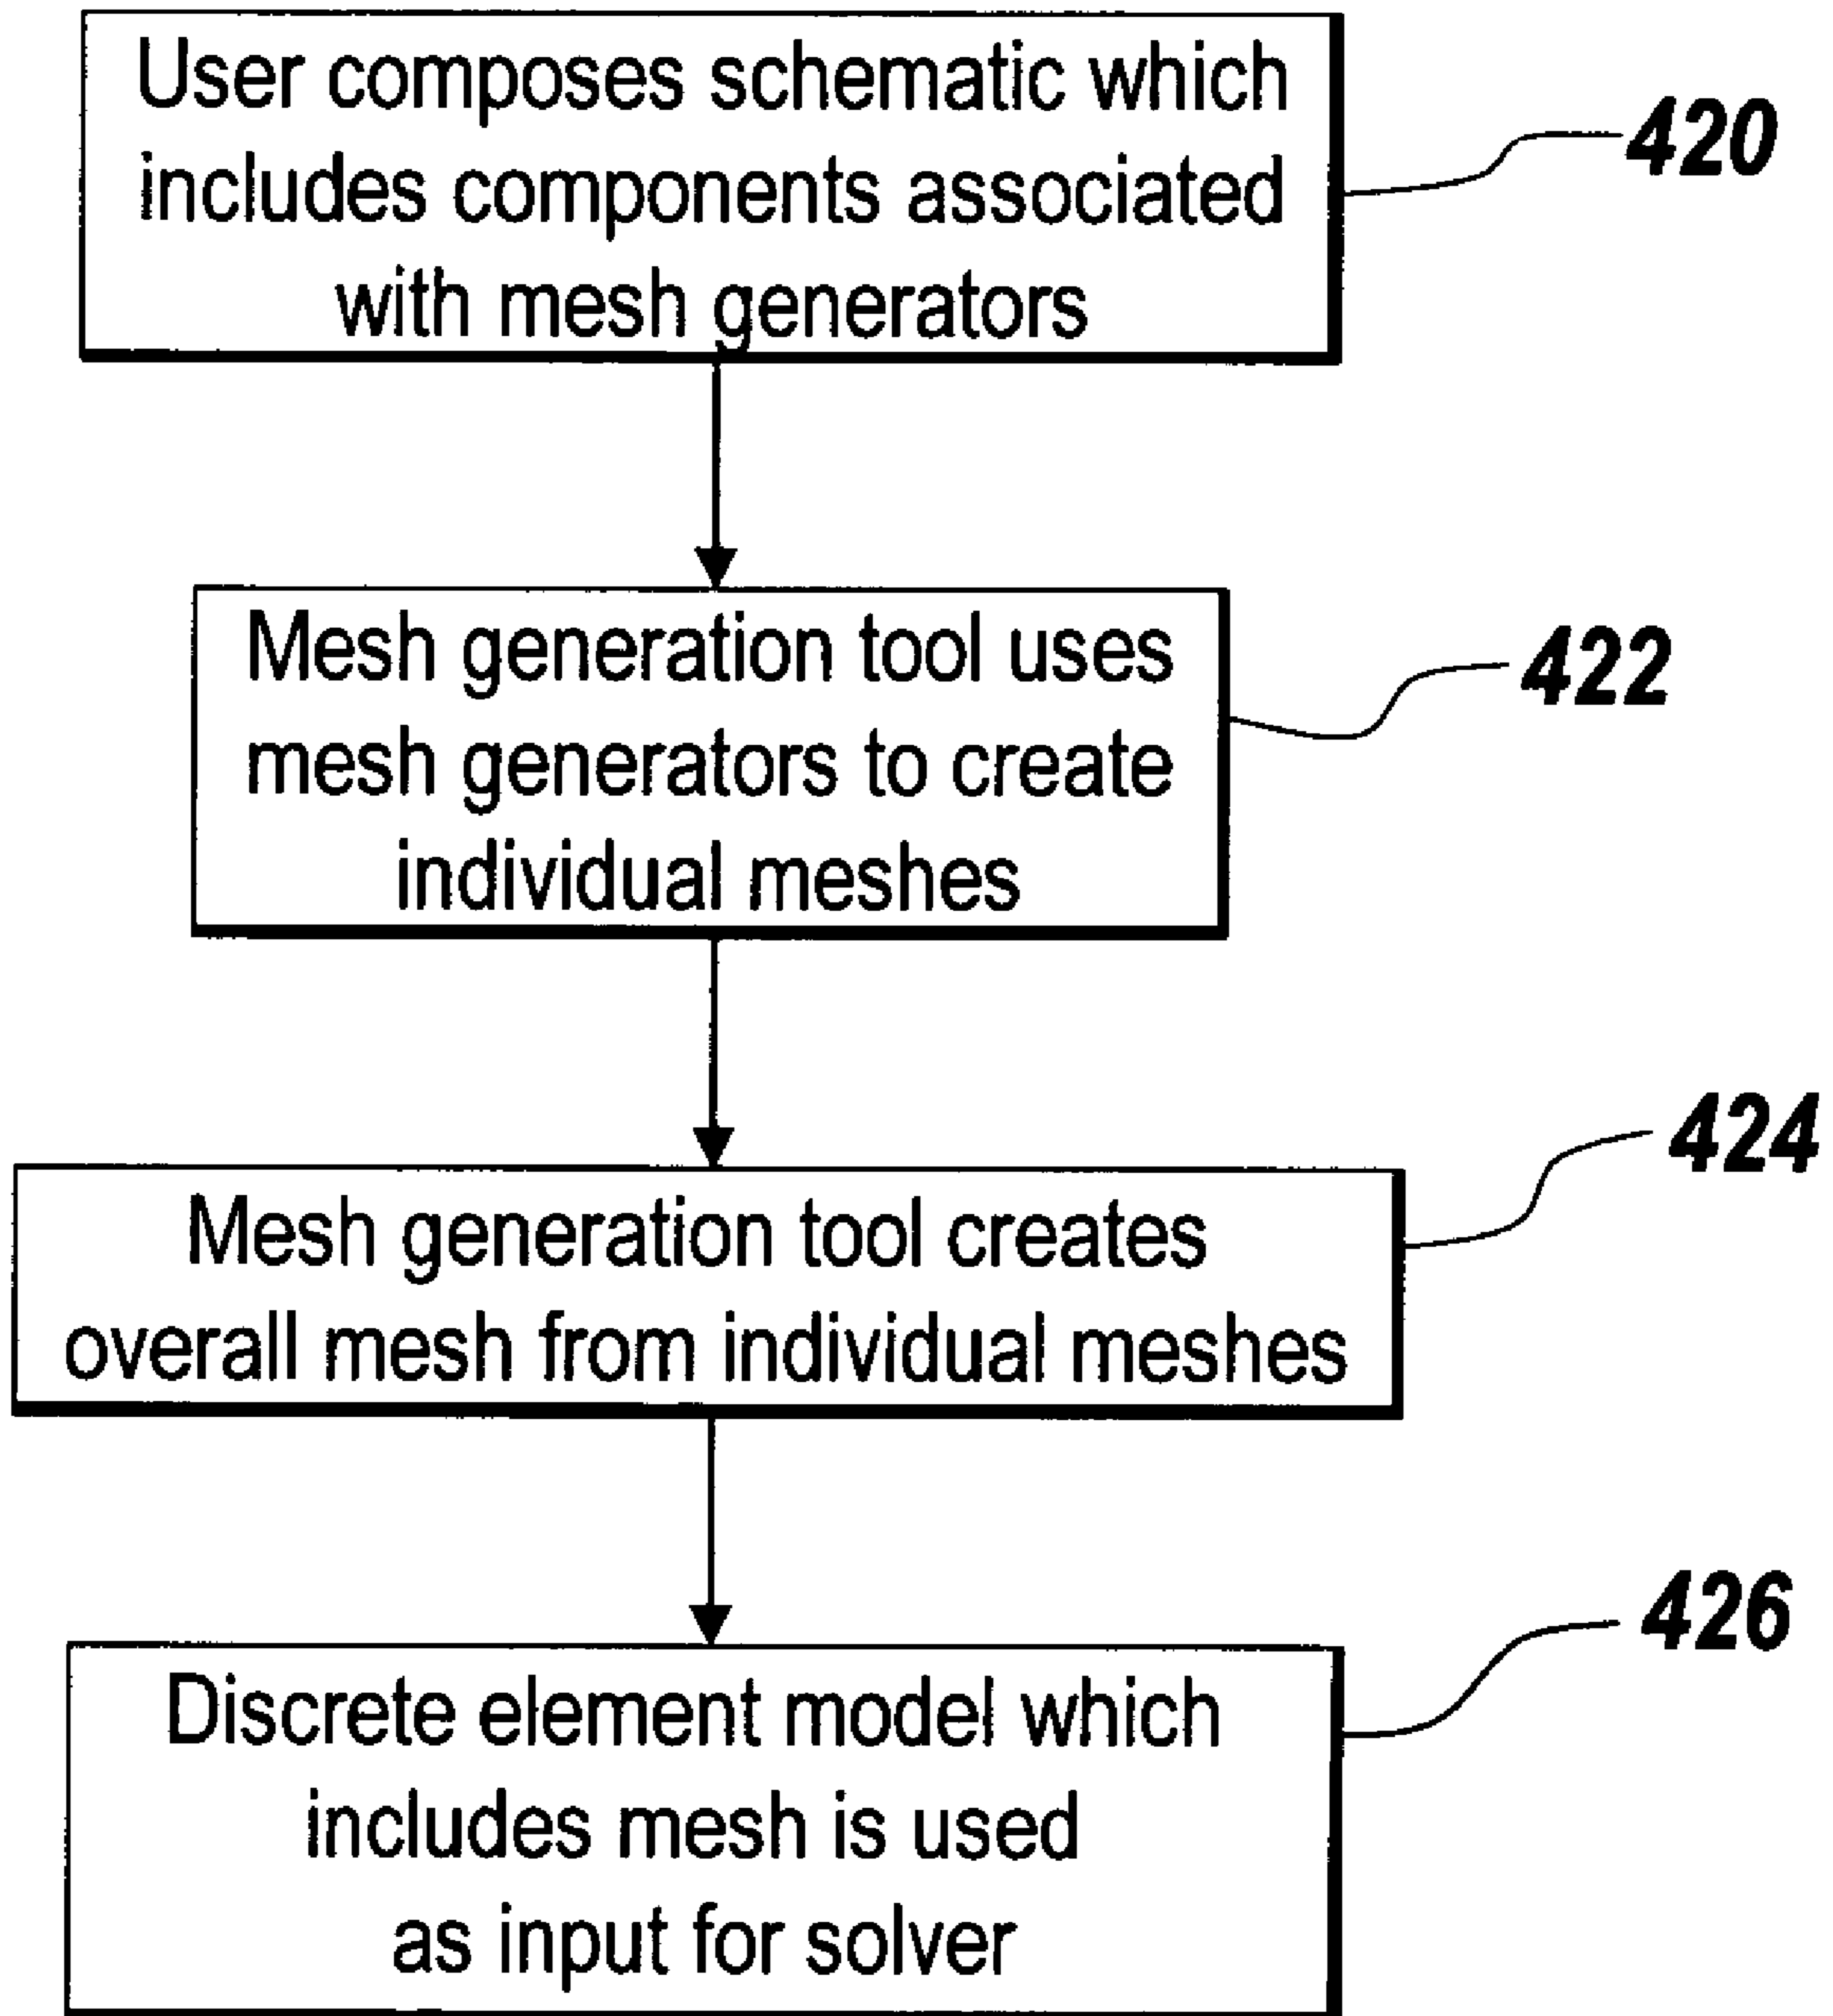 User composes schematic which
includes components associated
with mesh generators
420
Mesh generation tool uses
mesh generators to create
individual meshes
422
Mesh generation tool creates
overall mesh from individual meshes
424
Discrete element model which
includes mesh is used
as input for solver
426